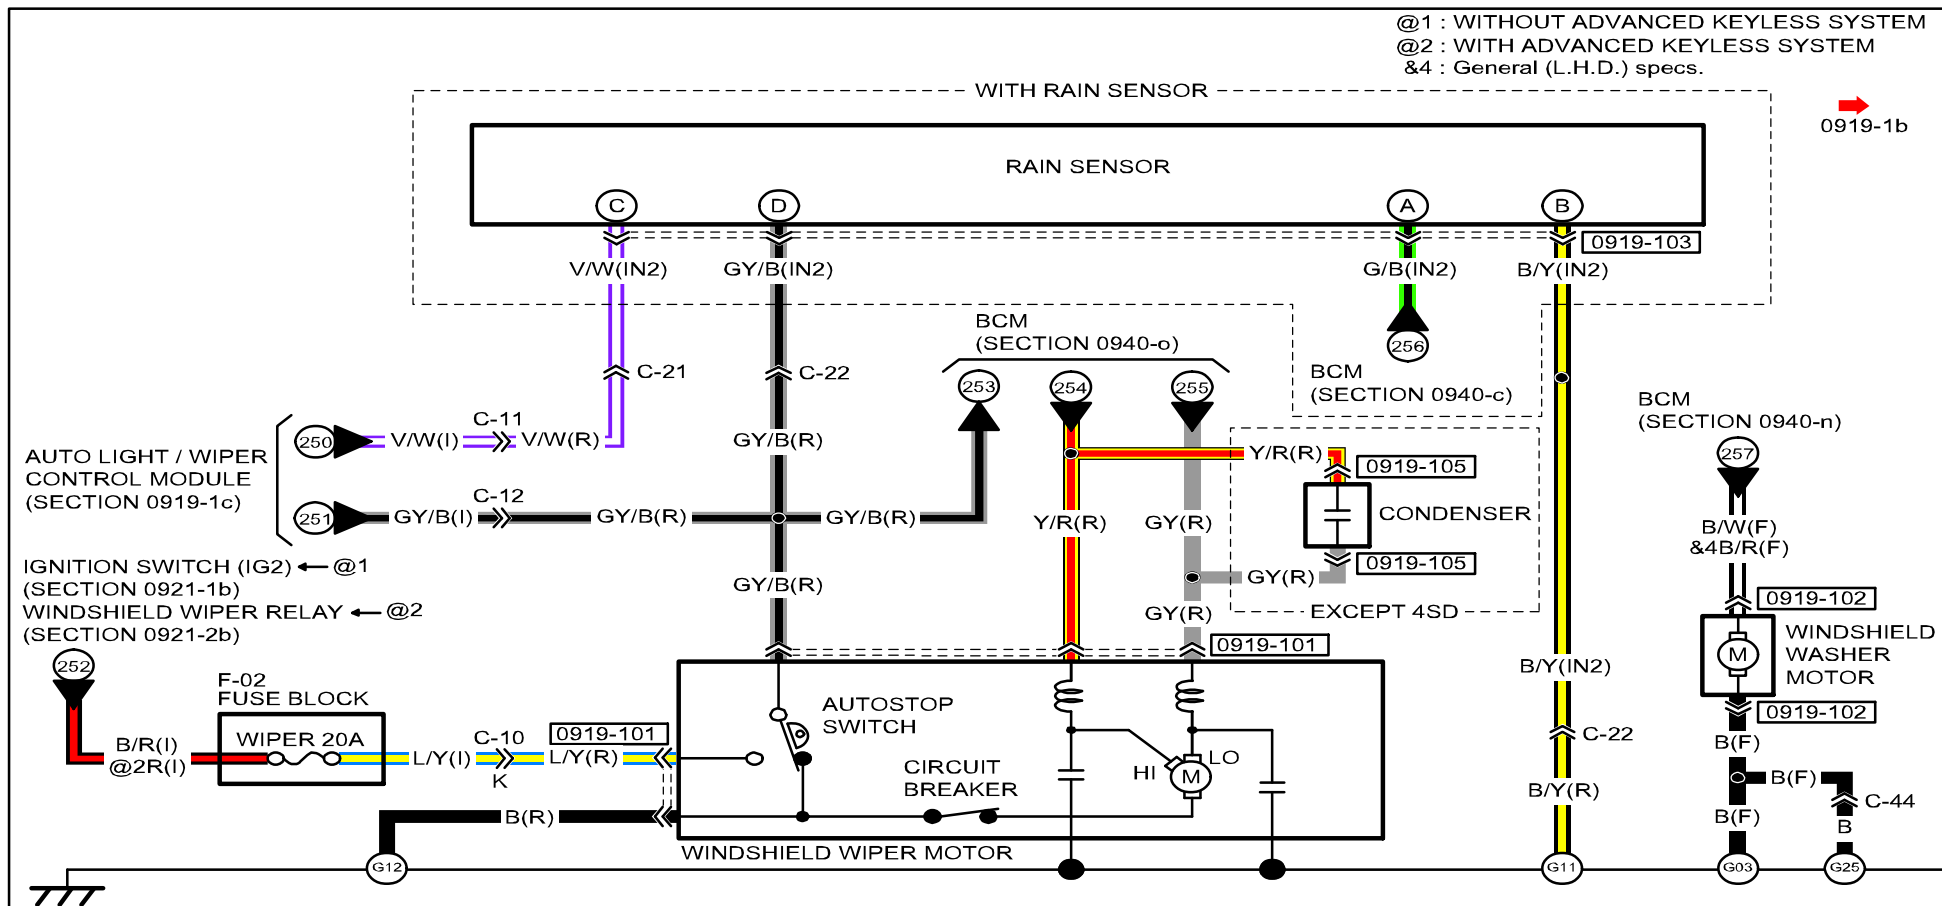 @1 : WITHOUT ADVANCED KEYLESS SYSTEM
@2 : WITH ADVANCED KEYLESS SYSTEM
&4 : General (L.H.D.) specs.
WITH RAIN SENSOR
0919-1b
RAIN SENSOR
C
D
A
B
0919-103
V/W(IN2)
GY/B(IN2)
G/B(IN2)
B/Y(IN2)
BCM
(SECTION 0940-o)
256
C-21
C-22
253
254
255
BCM
(SECTION 0940-c)
BCM
(SECTION 0940-n)
C-11
250
V/W(I)
V/W(R)
GY/B(R)
Y/R(R)
0919-105
257
AUTO LIGHT / WIPER
CONTROL MODULE
(SECTION 0919-1c)
C-12
251
GY/B(I)
GY/B(R)
GY/B(R)
Y/R(R)
GY(R)
CONDENSER
B/W(F)
&4B/R(F)
IGNITION SWITCH (IG2)
@1
(SECTION 0921-1b)
WINDSHIELD WIPER RELAY
@2
(SECTION 0921-2b)
GY/B(R)
GY(R)
0919-105
GY(R)
EXCEPT 4SD
0919-102
252
0919-101
WINDSHIELD
WASHER
MOTOR
M
B/Y(IN2)
F-02
FUSE BLOCK
AUTOSTOP
SWITCH
0919-102
WIPER 20A
C-10
0919-101
C-22
B/R(I)
@2R(I)
L/Y(I)
K
L/Y(R)
CIRCUIT
BREAKER
HI
M
LO
B(F)
B(F)
C-44
B(R)
B/Y(R)
B(F)
B
WINDSHIELD WIPER MOTOR
G12
G11
G03
G25